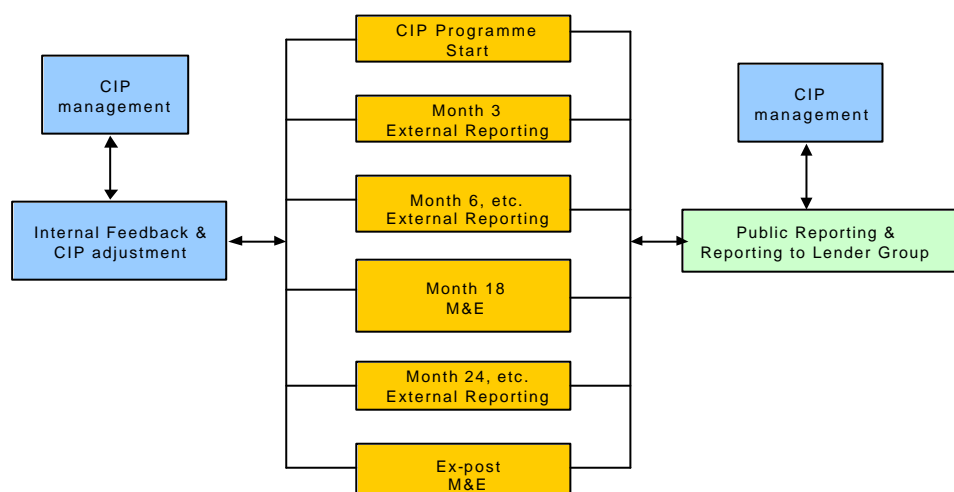 CIP
management
Internal Feedback &
CIP adjustment
CIP Programme
Start
Month 3
External Reporting
Month 6, etc.
External Reporting
Month 18
M&E
Month 24, etc.
External Reporting
Ex-post
M&E
CIP
management
Public Reporting &
Reporting to Lender Group